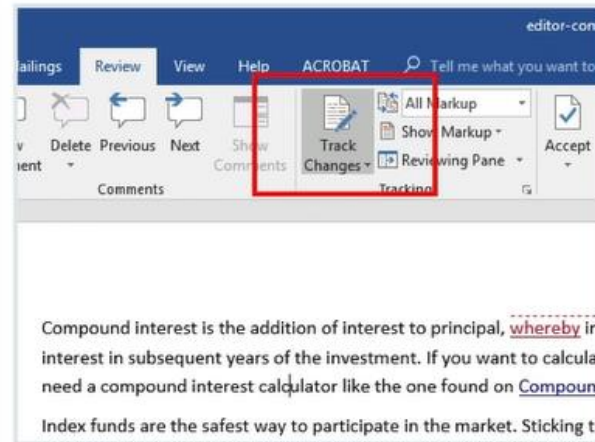 editor-con
ailings Review View Help ACROBAT Tell me what you want to
Delete Previous Next Show Comments Track Changes All Markup Show Markup Reviewing Pane Accept
Comments Tracking
Compound interest is the addition of interest to principal, whereby in
interest in subsequent years of the investment. If you want to calcula
need a compound interest calculator like the one found on Compoun
Index funds are the safest way to participate in the market. Sticking t